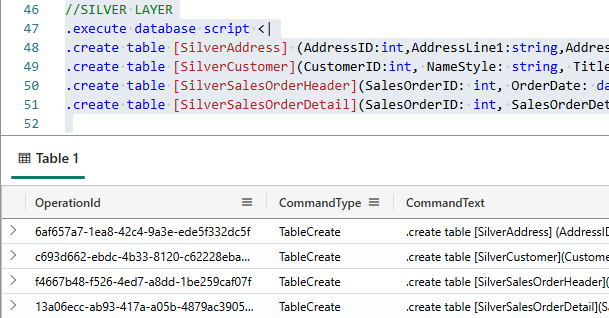 46 //SILVER LAYER
47 .execute database script <|
48 .create table [SilverAddress] (AddressID:int,AddressLine1:string,Addres
49 .create table [SilverCustomer](CustomerID:int, NameStyle: string, Titl
50 .create table [SilverSalesOrderHeader](SalesOrderID: int, OrderDate: da
51 .create table [SilverSalesOrderDetail](SalesOrderID: int, SalesOrderDet
52
Table 1
OperationId CommandType CommandText
6af657a7-1ea8-42c4-9a3e-ede5f332dc5f TableCreate .create table [SilverAddress] (AddressID
c693d662-ebdc-4b33-8120-c62228eba... TableCreate .create table [SilverCustomer](Custome
f4667b48-f526-4ed7-a8dd-1be259caf07f TableCreate .create table [SilverSalesOrderHeader](
13a06ecc-ab93-417a-a05b-4879ac3905... TableCreate .create table [SilverSalesOrderDetail](Sa